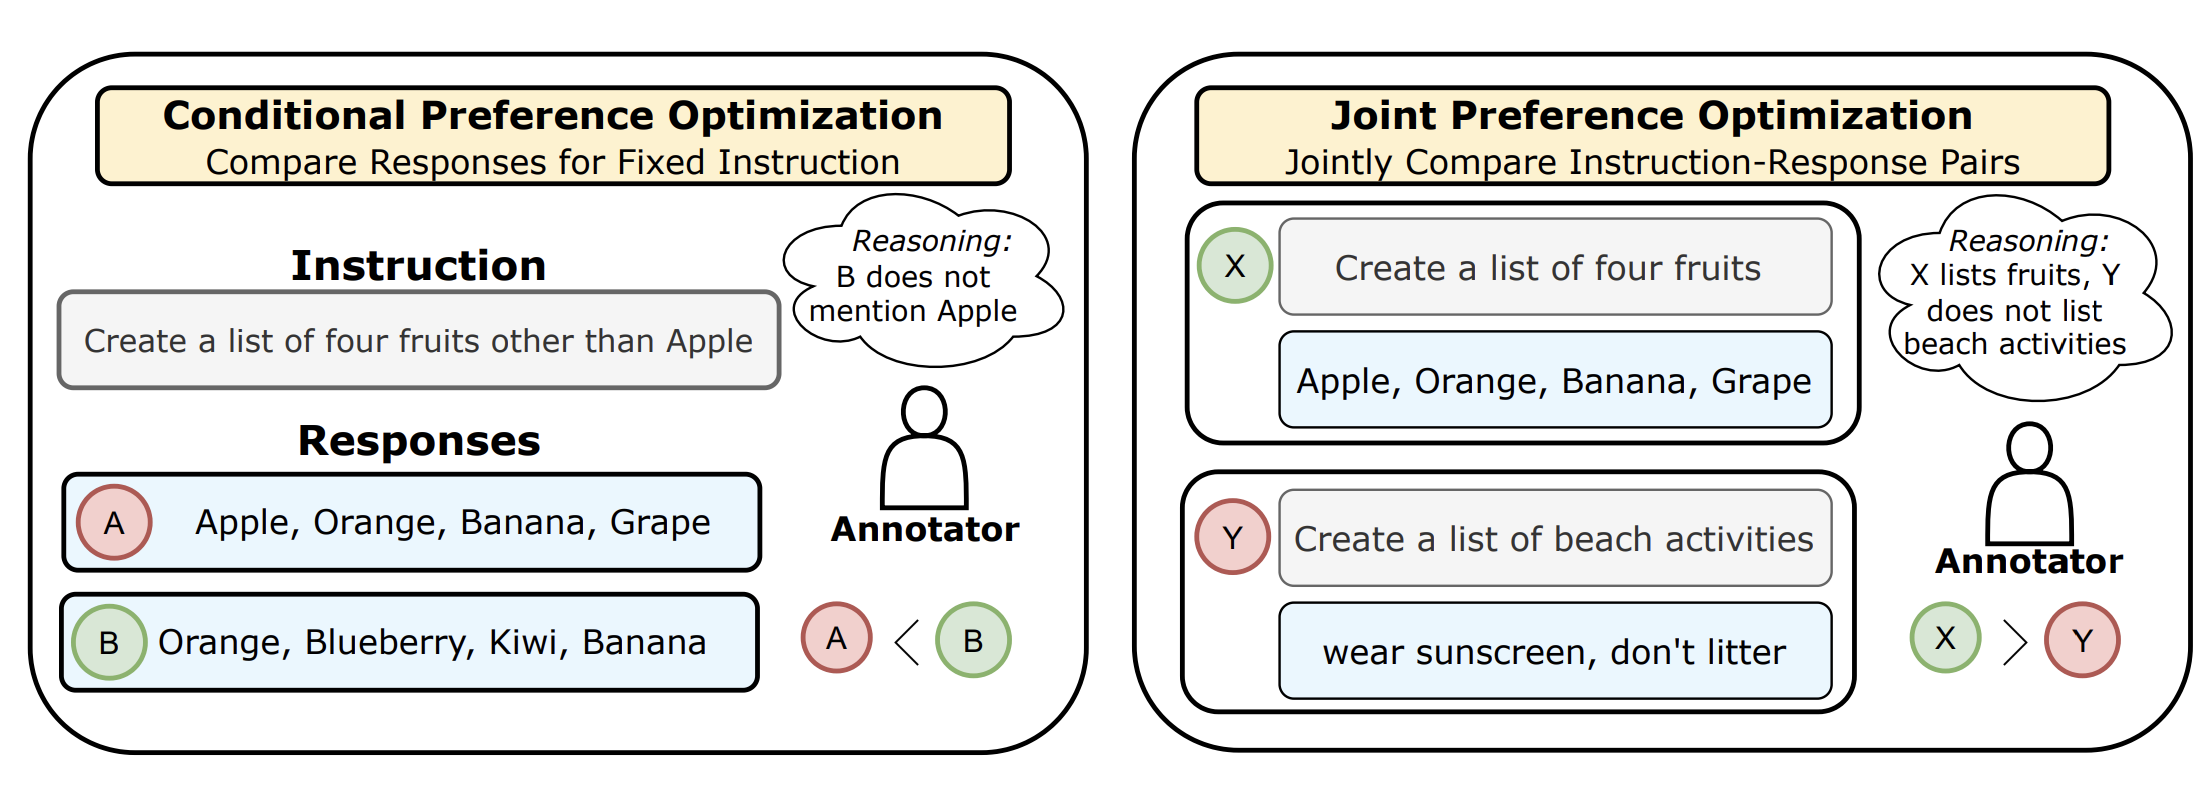 Conditional Preference Optimization
Compare Responses for Fixed Instruction
Reasoning:
B does not
mention Apple
Instruction
Create a list of four fruits other than Apple
Responses
A
Apple, Orange, Banana, Grape
B
Orange, Blueberry, Kiwi, Banana
Annotator
A < B
Joint Preference Optimization
Jointly Compare Instruction-Response Pairs
X
Create a list of four fruits
Apple, Orange, Banana, Grape
Reasoning:
X lists fruits, Y
does not list
beach activities
Y
Create a list of beach activities
wear sunscreen, don't litter
Annotator
X > Y